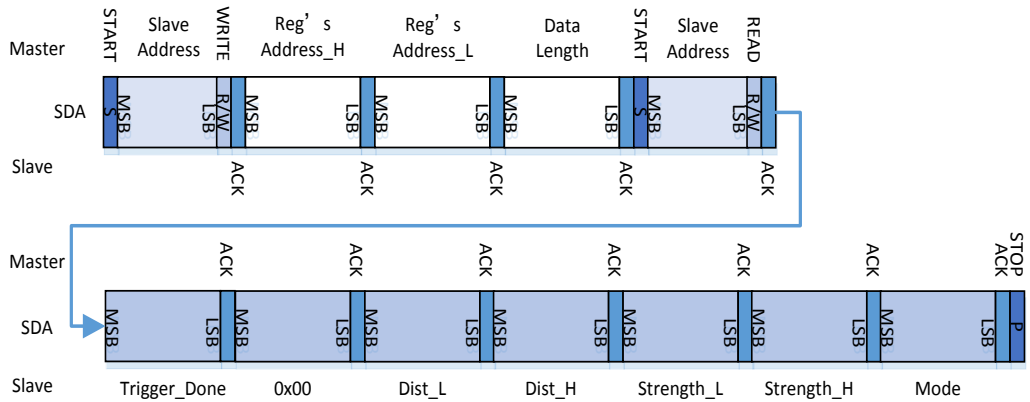 START Slave Address WRITE Reg's Address_H Reg's Address_L Data Length START Slave Address READ
Master
SDA S MSB LSB R/W MSB LSB MSB LSB MSB LSB S MSB LSB R/W
Slave ACK ACK ACK ACK ACK
Master ACK ACK ACK ACK ACK ACK ACK STOP
SDA MSB LSB MSB LSB MSB LSB MSB LSB MSB LSB MSB LSB MSB LSB P
Slave Trigger_Done 0x00 Dist_L Dist_H Strength_L Strength_H Mode